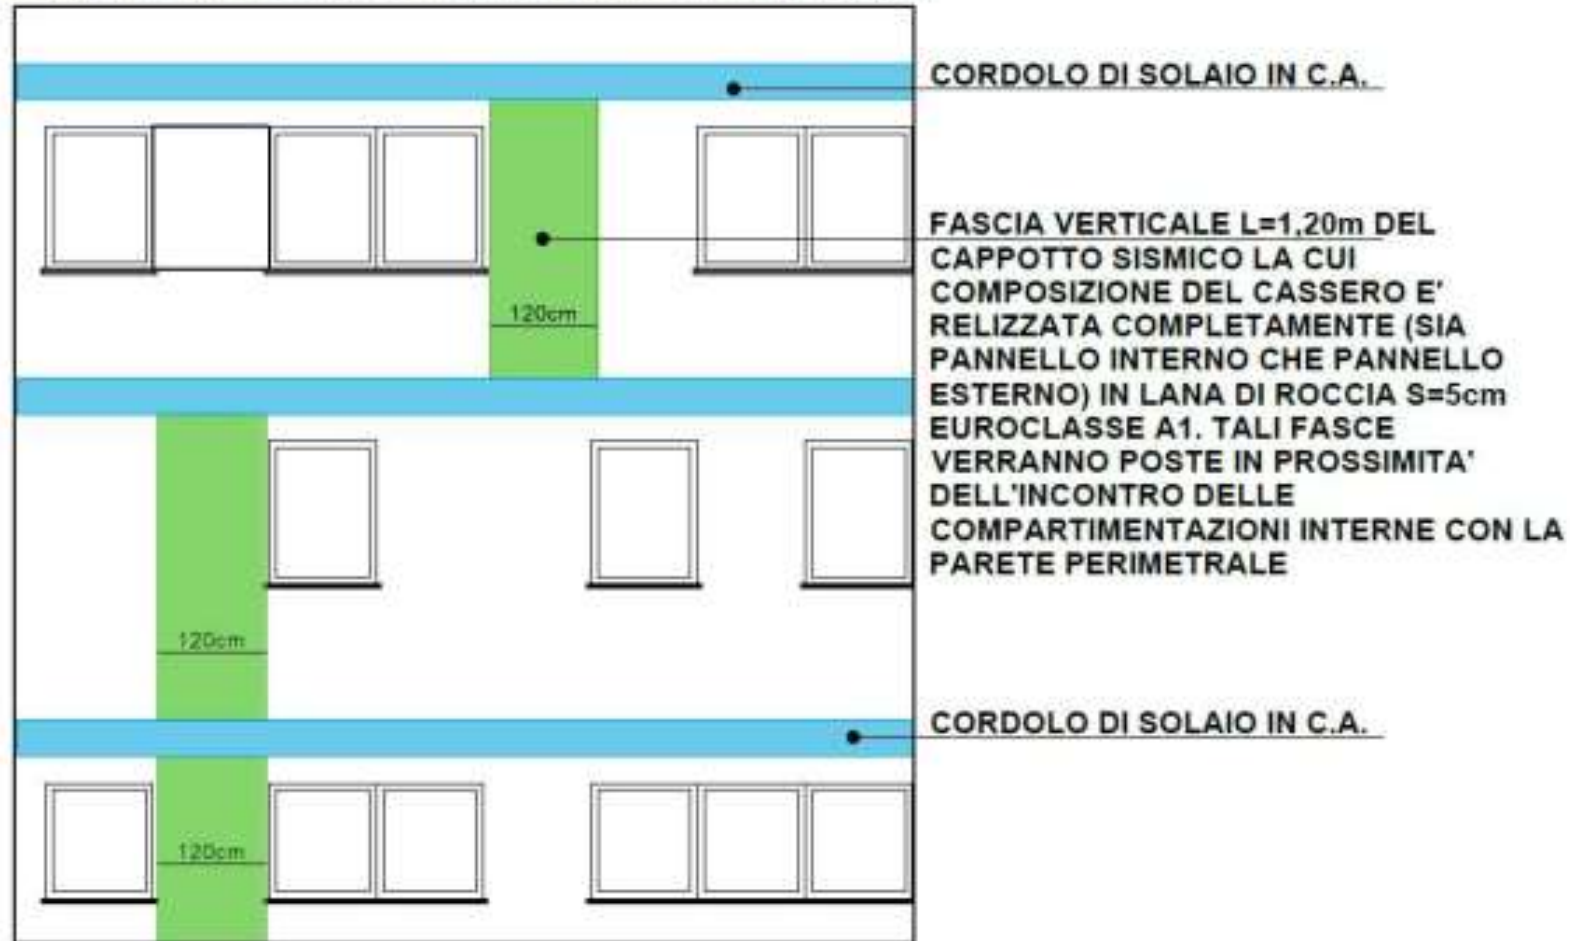 CORDOLO DI SOLAIO IN C.A.
FASCIA VERTICALE L=1,20m DEL
CAPPOTTO SISMICO LA CUI
COMPOSIZIONE DEL CASSERO E'
RELIZZATA COMPLETAMENTE (SIA
PANNELLO INTERNO CHE PANNELLO
ESTERNO) IN LANA DI ROCCIA S=5cm
EUROCLASSE A1. TALI FASCE
VERRANNO POSTE IN PROSSIMITA'
DELL'INCONTRO DELLE
COMPARTIMENTAZIONI INTERNE CON LA
PARETE PERIMETRALE
120cm
120cm
CORDOLO DI SOLAIO IN C.A.
120cm